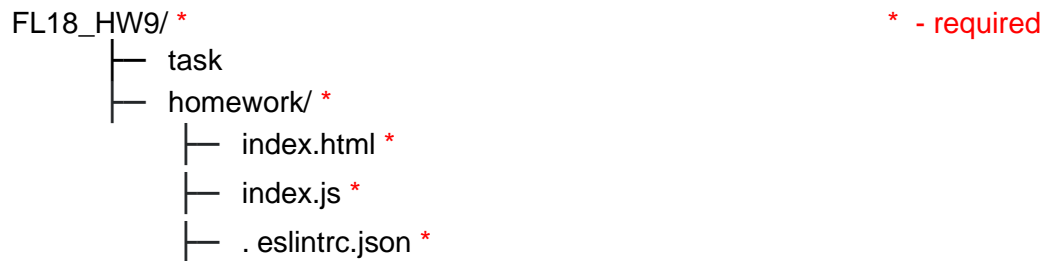 FL18_HW9/ * * - required
├── task
├── homework/ *
├── index.html *
├── index.js *
├── . eslintrc.json *